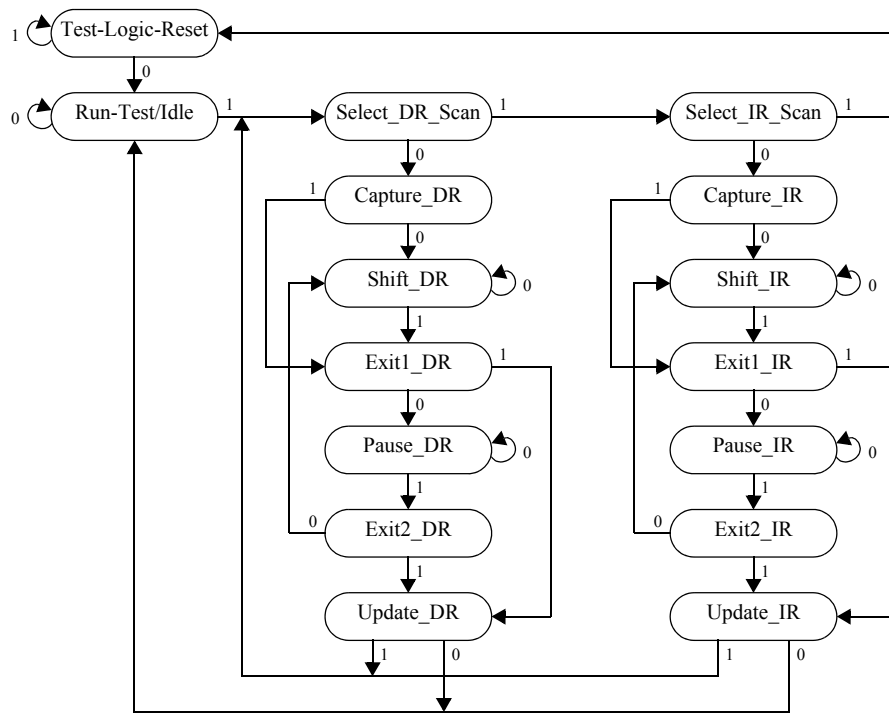 Test-Logic-Reset
1
0
Run-Test/Idle
0
1
Select_DR_Scan
1
Select_IR_Scan
1
0
0
1
Capture_DR
1
Capture_IR
0
0
Shift_DR
0
Shift_IR
0
1
1
Exit1_DR
1
Exit1_IR
1
0
0
Pause_DR
0
Pause_IR
0
1
1
0
Exit2_DR
0
Exit2_IR
1
1
Update_DR
Update_IR
1
0
1
0